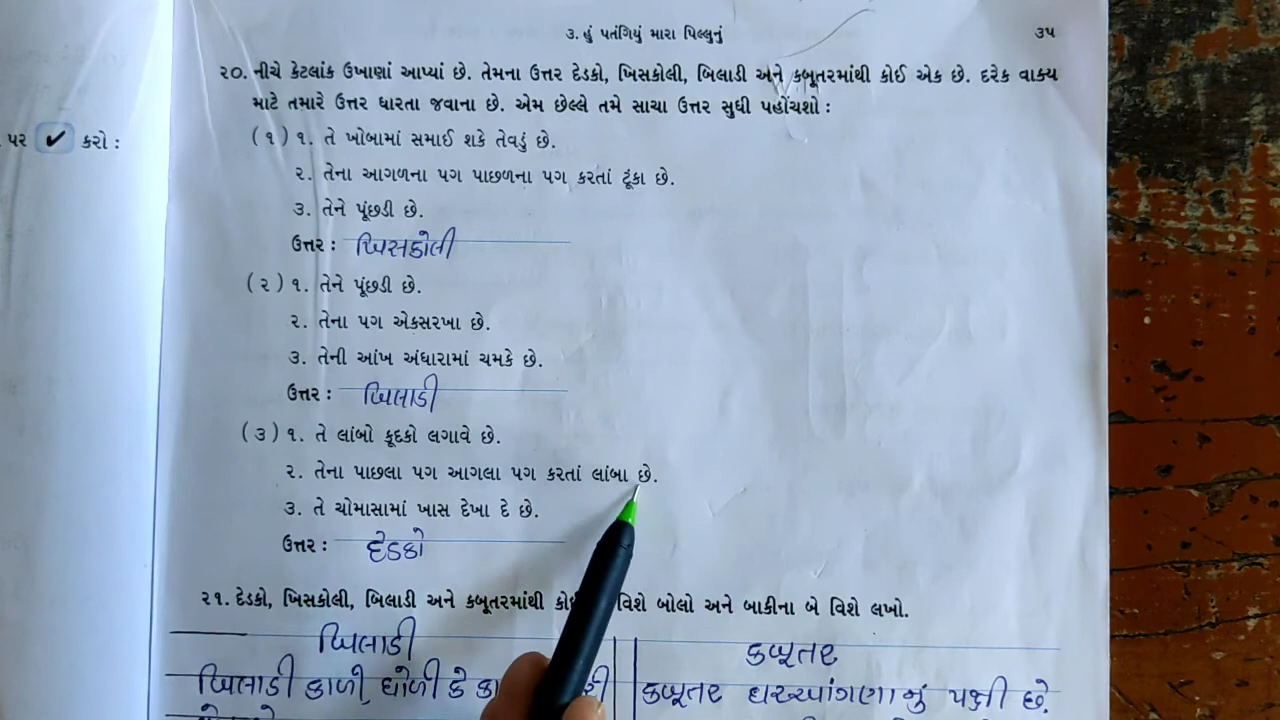 ૩. હું પતંગિયું મારા પિલ્લુનું ૩૫
૨૦. નીચે કેટલાંક ઉખાણાં આપ્યાં છે. તેમના ઉત્તર દેડકો, ખિસકોલી, બિલાડી અને કબૂતરમાંથી કોઈ એક છે. દરેક વાક્ય
માટે તમારે ઉત્તર ધારતા જવાના છે. એમ છેલ્લે તમે સાચા ઉત્તર સુધી પહોંચશો :
પર ✓ કરો :
(૧) ૧. તે ખોબામાં સમાઈ શકે તેવડું છે.
૨. તેના આગળના પગ પાછળના પગ કરતાં ટૂંકા છે.
૩. તેને પૂંછડી છે.
ઉત્તર : ખિસકોલી
(૨) ૧. તેને પૂંછડી છે.
૨. તેના પગ એકસરખા છે.
૩. તેની આંખ અંધારામાં ચમકે છે.
ઉત્તર : બિલાડી
(૩) ૧. તે લાંબો કૂદકો લગાવે છે.
૨. તેના પાછલા પગ આગલા પગ કરતાં લાંબા છે.
૩. તે ચોમાસામાં ખાસ દેખા દે છે.
ઉત્તર : દેડકો
૨૧. દેડકો, ખિસકોલી, બિલાડી અને કબૂતરમાંથી વિશે બોલો અને બાકીના બે વિશે લખો.
બિલાડી
કબૂતર
બિલાડી કાળી, ધોળી કે
કબૂતર ઘરઆંગણાનું પક્ષી છે.